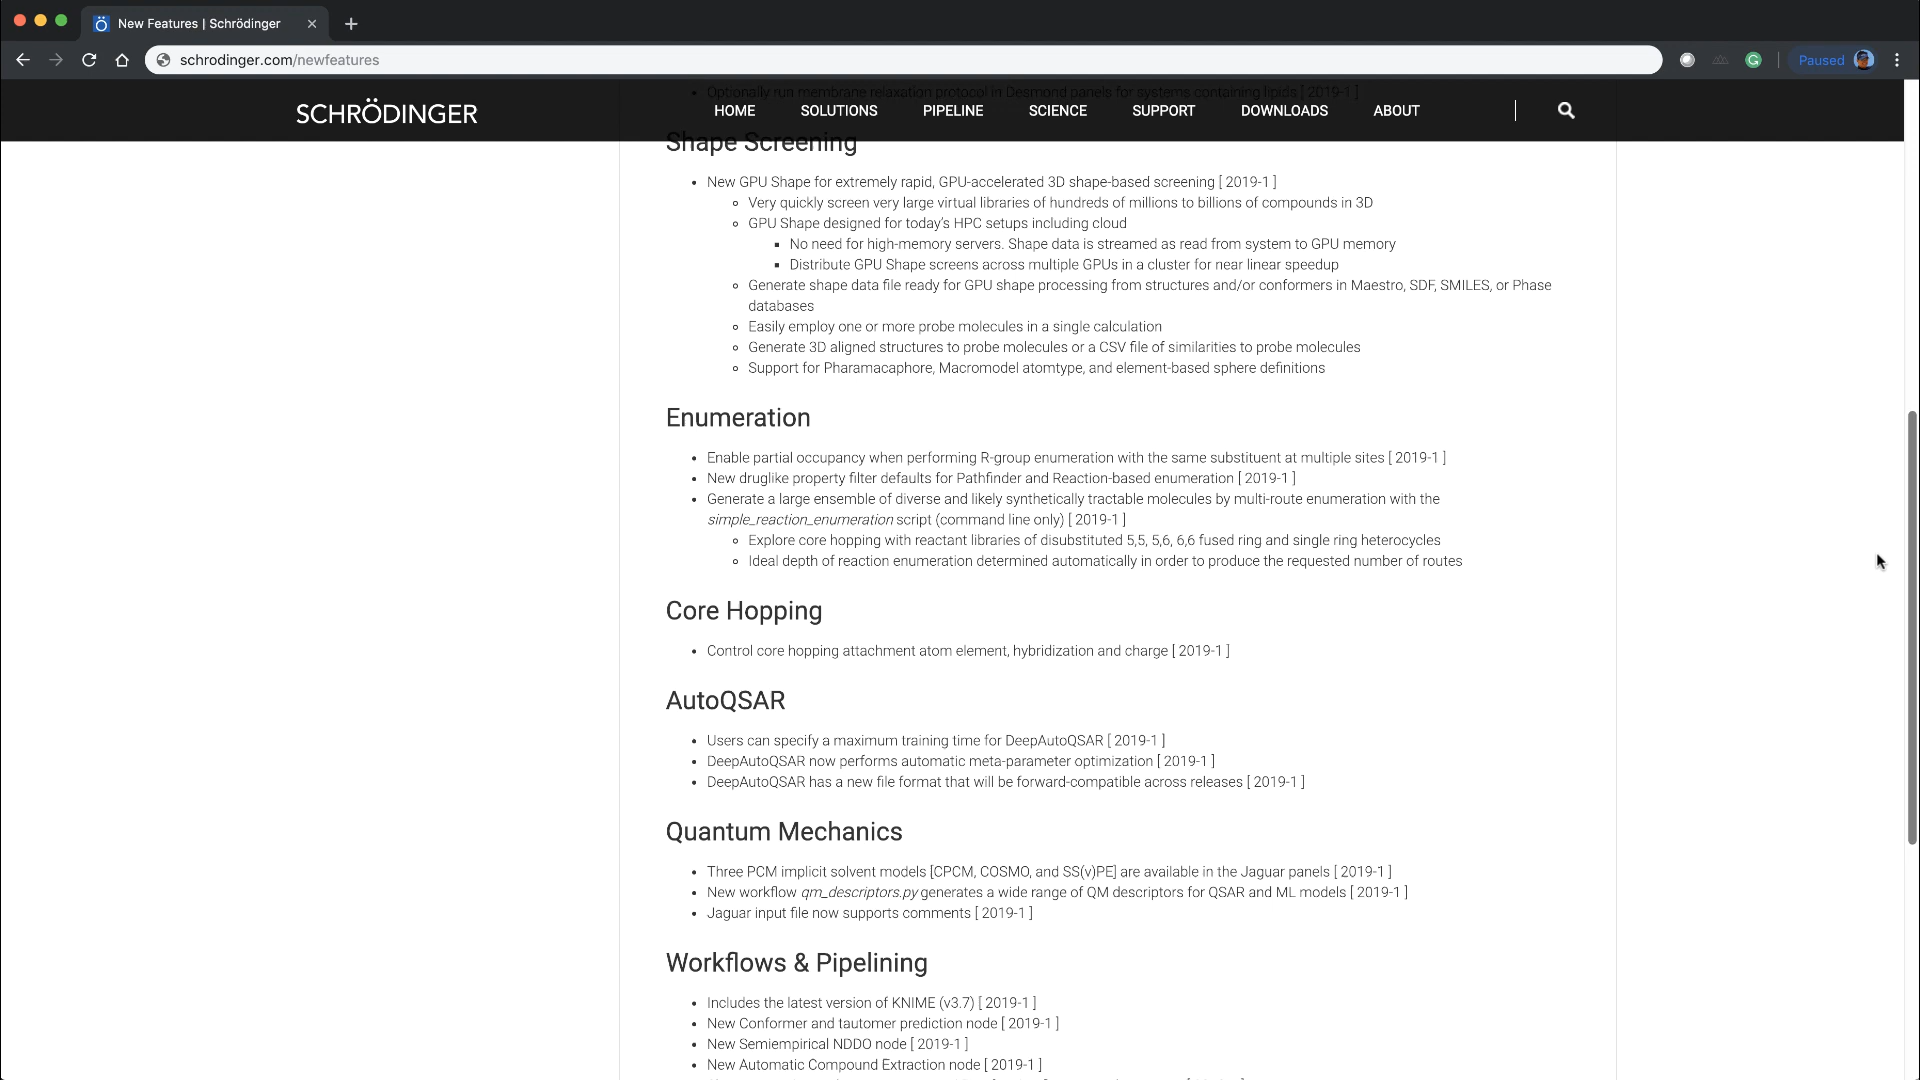 New Features | Schrödinger
schrodinger.com/newfeatures
Paused
Optionally run membrane relaxation protocol in Desmond panels for systems containing lipids [ 2019-1 ]
SCHRÖDINGER
HOME SOLUTIONS PIPELINE SCIENCE SUPPORT DOWNLOADS ABOUT
Shape Screening
New GPU Shape for extremely rapid, GPU-accelerated 3D shape-based screening [ 2019-1 ]
Very quickly screen very large virtual libraries of hundreds of millions to billions of compounds in 3D
GPU Shape designed for today's HPC setups including cloud
No need for high-memory servers. Shape data is streamed as read from system to GPU memory
Distribute GPU Shape screens across multiple GPUs in a cluster for near linear speedup
Generate shape data file ready for GPU shape processing from structures and/or conformers in Maestro, SDF, SMILES, or Phase
databases
Easily employ one or more probe molecules in a single calculation
Generate 3D aligned structures to probe molecules or a CSV file of similarities to probe molecules
Support for Pharamacaphore, Macromodel atomtype, and element-based sphere definitions
Enumeration
Enable partial occupancy when performing R-group enumeration with the same substituent at multiple sites [ 2019-1 ]
New druglike property filter defaults for Pathfinder and Reaction-based enumeration [ 2019-1 ]
Generate a large ensemble of diverse and likely synthetically tractable molecules by multi-route enumeration with the
simple_reaction_enumeration script (command line only) [ 2019-1 ]
Explore core hopping with reactant libraries of disubstituted 5,5, 5,6, 6,6 fused ring and single ring heterocycles
Ideal depth of reaction enumeration determined automatically in order to produce the requested number of routes
Core Hopping
Control core hopping attachment atom element, hybridization and charge [ 2019-1 ]
AutoQSAR
Users can specify a maximum training time for DeepAutoQSAR [ 2019-1 ]
DeepAutoQSAR now performs automatic meta-parameter optimization [ 2019-1 ]
DeepAutoQSAR has a new file format that will be forward-compatible across releases [ 2019-1 ]
Quantum Mechanics
Three PCM implicit solvent models [CPCM, COSMO, and SS(v)PE] are available in the Jaguar panels [ 2019-1 ]
New workflow qm_descriptors.py generates a wide range of QM descriptors for QSAR and ML models [ 2019-1 ]
Jaguar input file now supports comments [ 2019-1 ]
Workflows & Pipelining
Includes the latest version of KNIME (v3.7) [ 2019-1 ]
New Conformer and tautomer prediction node [ 2019-1 ]
New Semiempirical NDDO node [ 2019-1 ]
New Automatic Compound Extraction node [ 2019-1 ]